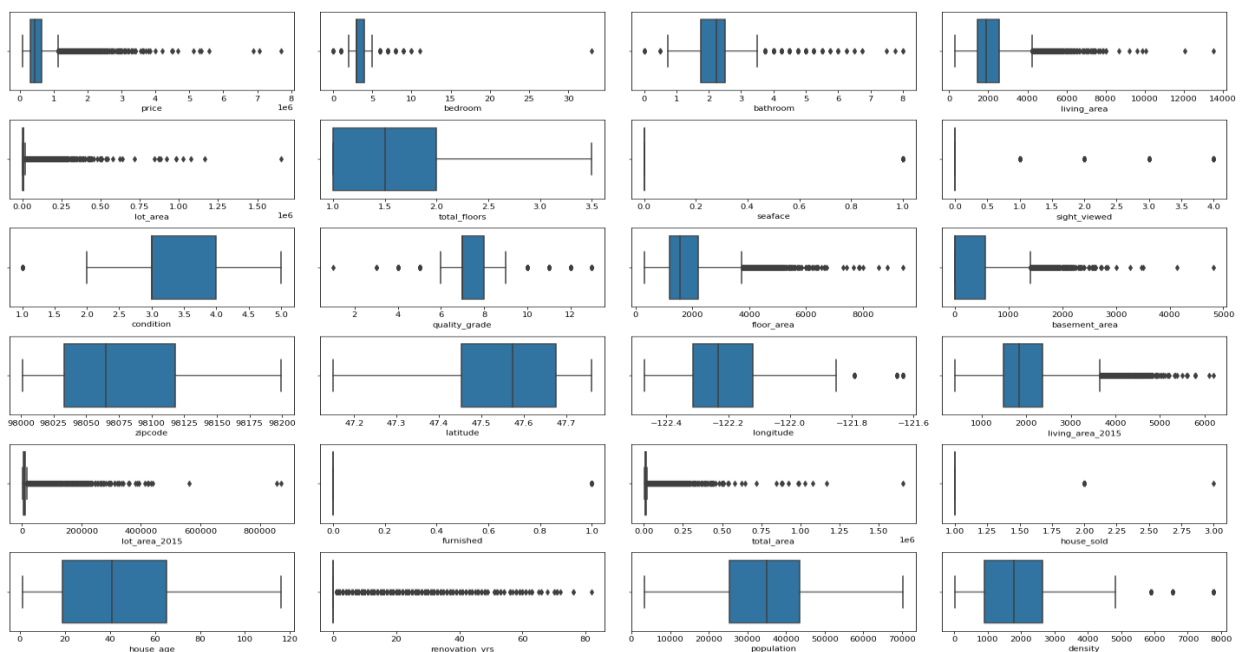 0 1 2 3 4 5 6 7 8
1e6
price
0 5 10 15 20 25 30
bedroom
0 1 2 3 4 5 6 7 8
bathroom
0 2000 4000 6000 8000 10000 12000 14000
living_area
0.00 0.25 0.50 0.75 1.00 1.25 1.50
1e6
lot_area
1.0 1.5 2.0 2.5 3.0 3.5
total_floors
0.0 0.2 0.4 0.6 0.8 1.0
seaface
0.0 0.5 1.0 1.5 2.0 2.5 3.0 3.5 4.0
sight_viewed
1.0 1.5 2.0 2.5 3.0 3.5 4.0 4.5 5.0
condition
2 4 6 8 10 12
quality_grade
0 2000 4000 6000 8000
floor_area
0 1000 2000 3000 4000 5000
basement_area
98000 98025 98050 98075 98100 98125 98150 98175 98200
zipcode
47.2 47.3 47.4 47.5 47.6 47.7
latitude
−122.4 −122.2 −122.0 −121.8 −121.6
longitude
1000 2000 3000 4000 5000 6000
living_area_2015
0 200000 400000 600000 800000
lot_area_2015
0.0 0.2 0.4 0.6 0.8 1.0
furnished
0.00 0.25 0.50 0.75 1.00 1.25 1.50
1e6
total_area
1.00 1.25 1.50 1.75 2.00 2.25 2.50 2.75 3.00
house_sold
0 20 40 60 80 100 120
house_age
0 20 40 60 80
renovation_yrs
0 10000 20000 30000 40000 50000 60000 70000
population
0 1000 2000 3000 4000 5000 6000 7000 8000
density